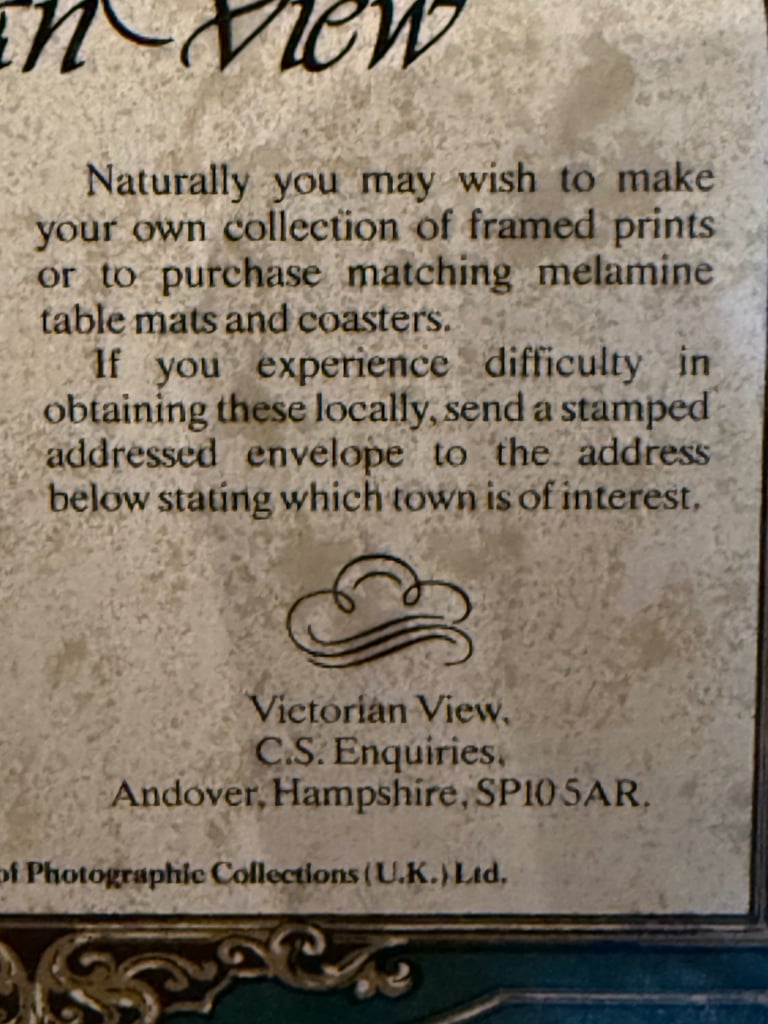 View
Naturally you may wish to make
your own collection of framed prints
or to purchase matching melamine
table mats and coasters.
If you experience difficulty in
obtaining these locally, send a stamped
addressed envelope to the address
below stating which town is of interest.
Victorian View,
C.S. Enquiries,
Andover, Hampshire, SP10 5AR.
of Photographic Collections (U.K.) Ltd.